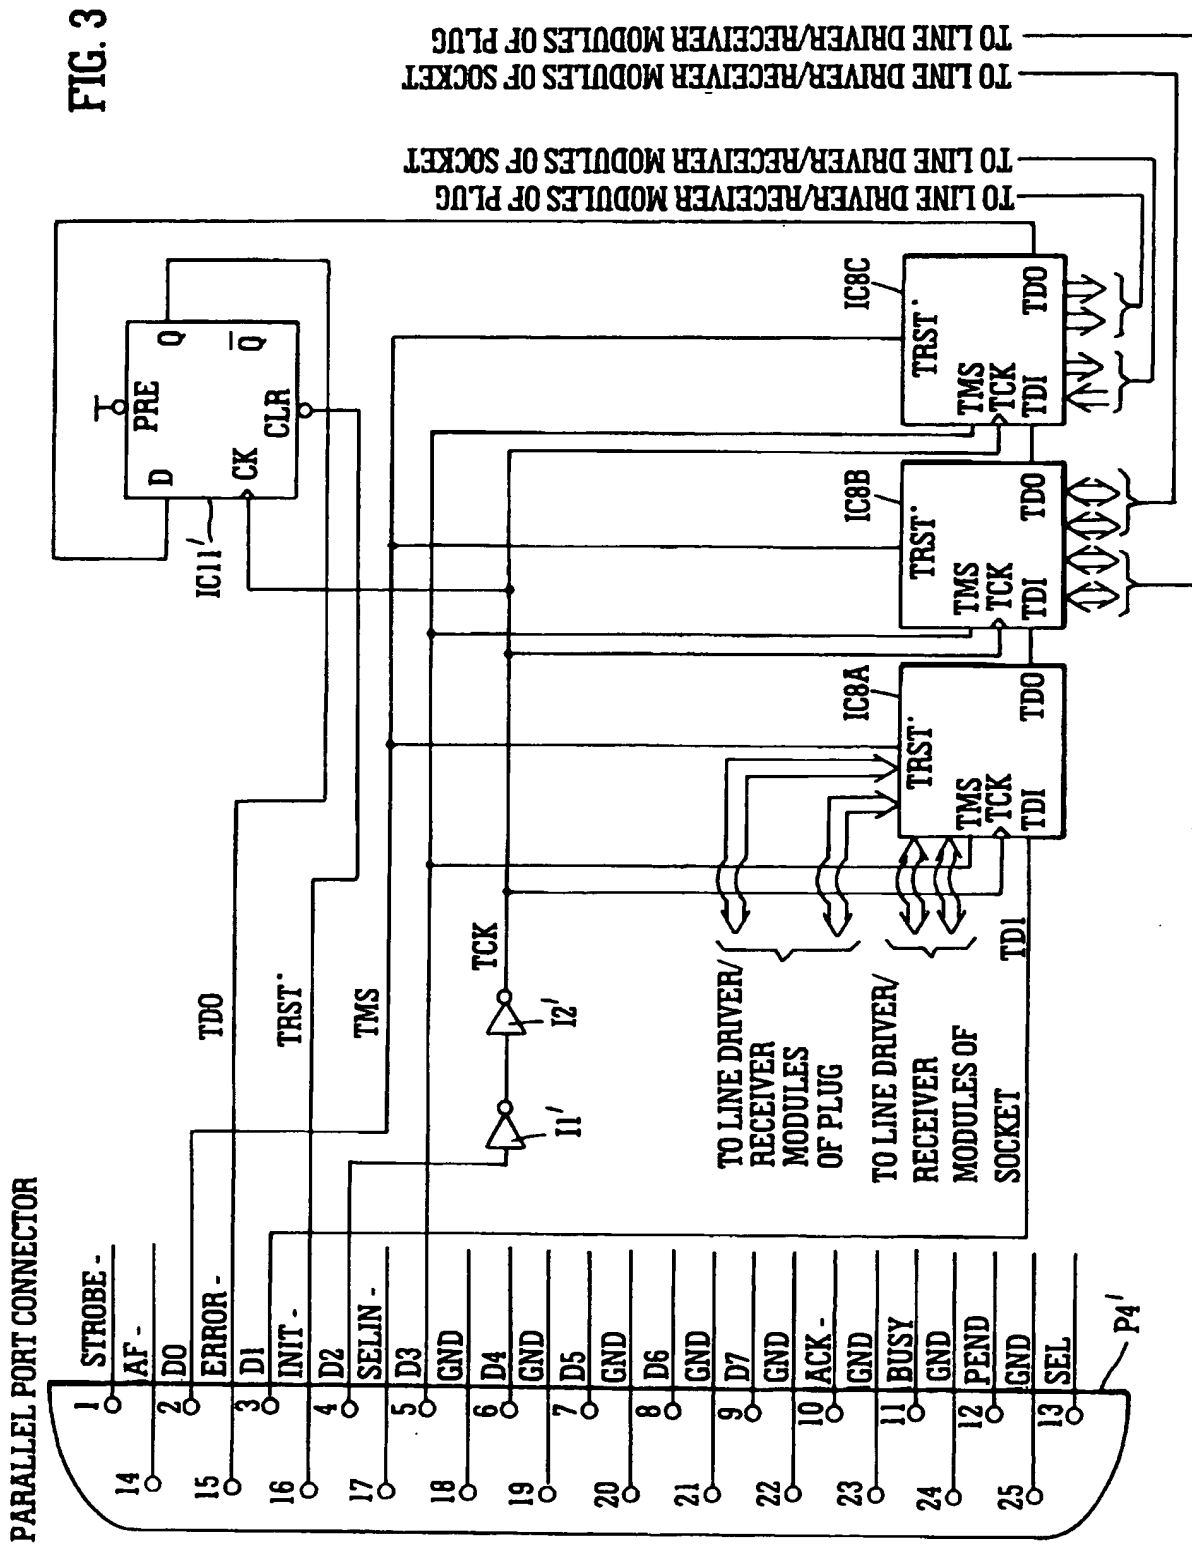 FIG. 3
PARALLEL PORT CONNECTOR
1
STROBE-
14
AF-
2
D0
15
ERROR-
3
D1
16
INIT-
4
D2
17
SELIN-
5
D3
18
GND
6
D4
19
GND
7
D5
20
GND
8
D6
21
GND
9
D7
22
GND
10
ACK-
23
GND
11
BUSY
24
GND
12
PEND
25
GND
13
SEL
P4'
TDO
TRST*
TMS
TCK
I1'
I2'
TDI
D
PRE
Q
CK
CLR
Q
IC11'
TO LINE DRIVER/
RECEIVER
MODULES
OF PLUG
TO LINE DRIVER/
RECEIVER
MODULES OF
SOCKET
IC8A
TRST*
TMS
TCK
TDI
TDO
IC8B
TRST*
TMS
TCK
TDI
TDO
IC8C
TRST*
TMS
TCK
TDI
TDO
TO LINE DRIVER/RECEIVER MODULES OF PLUG
TO LINE DRIVER/RECEIVER MODULES OF SOCKET
TO LINE DRIVER/RECEIVER MODULES OF SOCKET
TO LINE DRIVER/RECEIVER MODULES OF PLUG